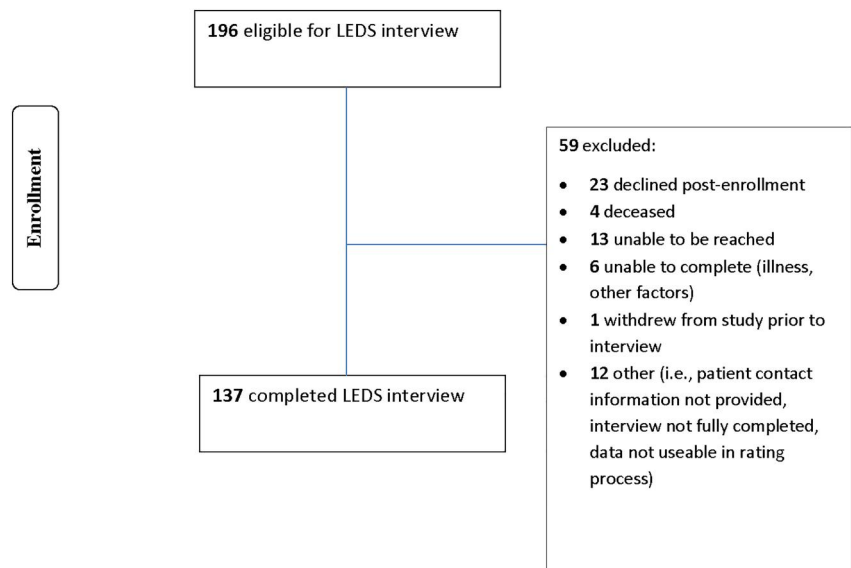 196 eligible for LEDS interview
Enrollment
59 excluded:
• 23 declined post-enrollment
• 4 deceased
• 13 unable to be reached
• 6 unable to complete (illness,
other factors)
• 1 withdrew from study prior to
interview
• 12 other (i.e., patient contact
information not provided,
interview not fully completed,
data not useable in rating
process)
137 completed LEDS interview